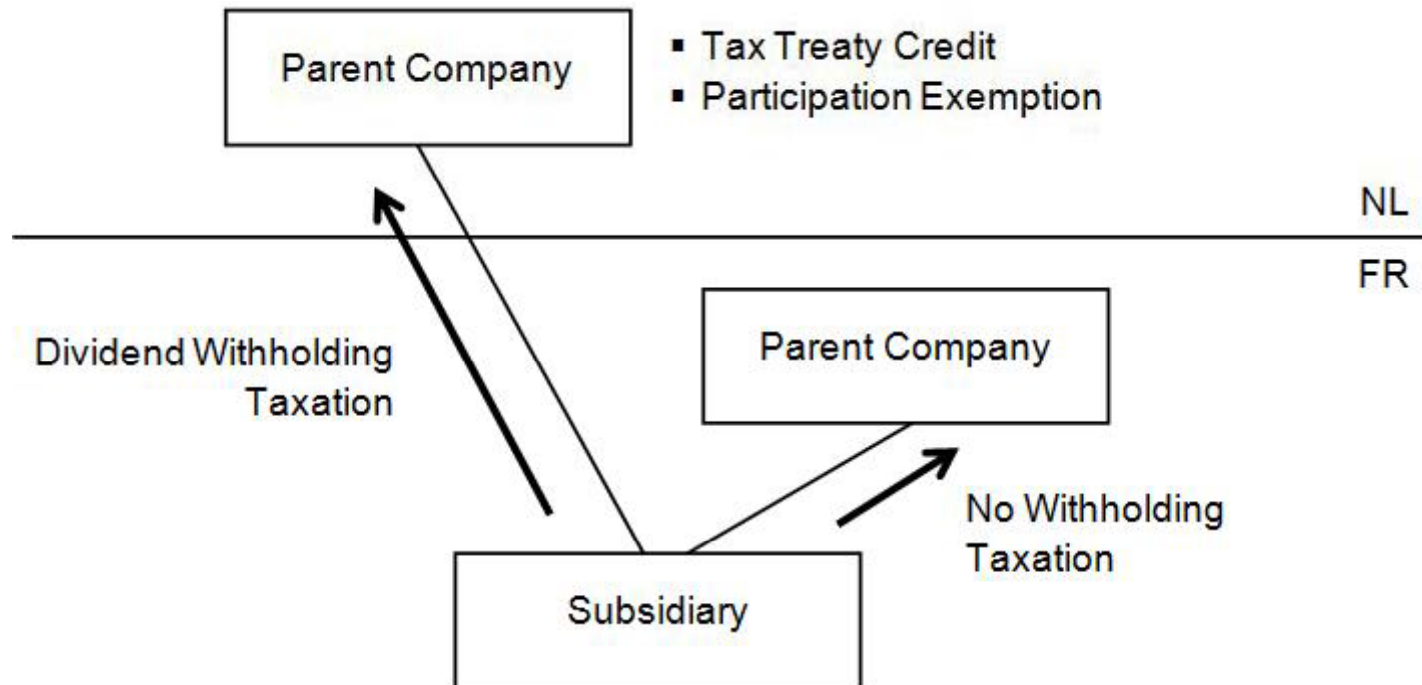 Parent Company
▪ Tax Treaty Credit
▪ Participation Exemption
NL
FR
Dividend Withholding
Taxation
Parent Company
No Withholding
Taxation
Subsidiary